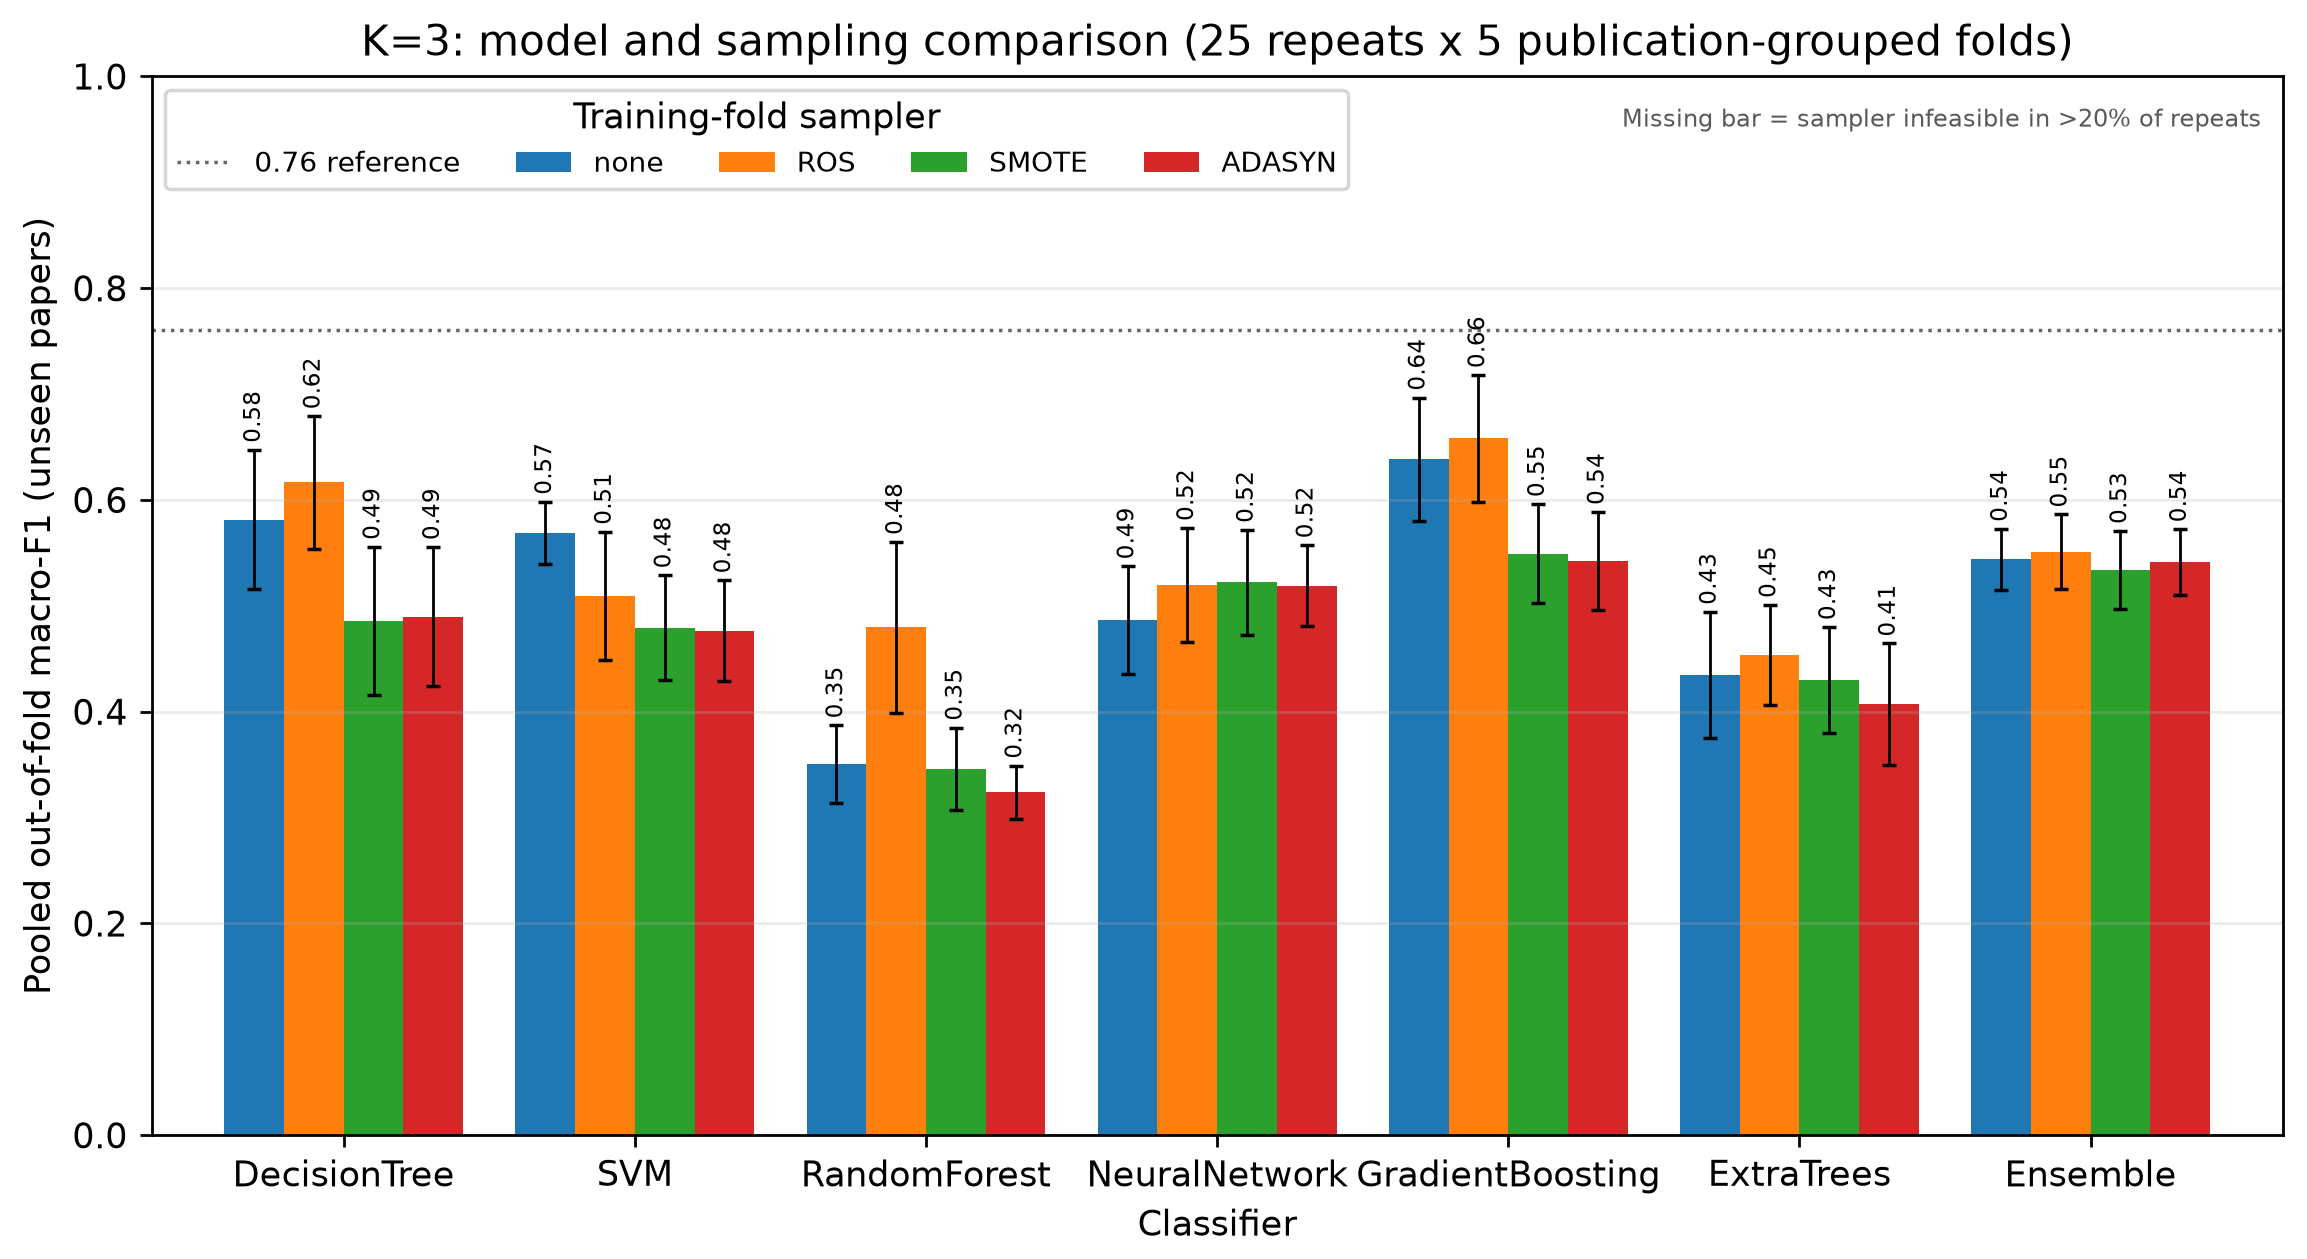 K=3: model and sampling comparison (25 repeats x 5 publication-grouped folds)
Training-fold sampler
0.76 reference none ROS SMOTE ADASYN
Missing bar = sampler infeasible in >20% of repeats
Pooled out-of-fold macro-F1 (unseen papers)
1.0
0.8
0.6
0.4
0.2
0.0
0.58 0.62 0.49 0.49
0.57 0.51 0.48 0.48
0.35 0.48 0.35 0.32
0.49 0.52 0.52 0.52
0.64 0.66 0.55 0.54
0.43 0.45 0.43 0.41
0.54 0.55 0.53 0.54
DecisionTree SVM RandomForest NeuralNetwork GradientBoosting ExtraTrees Ensemble
Classifier